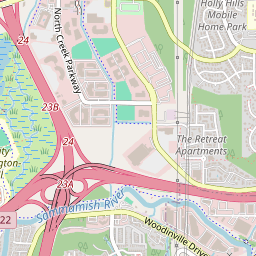 Holly Hills
Mobile
Home Park
North Creek Parkway
24
23B
24
The Retreat
Apartments
23A
22
Sammamish River
Woodinville Drive